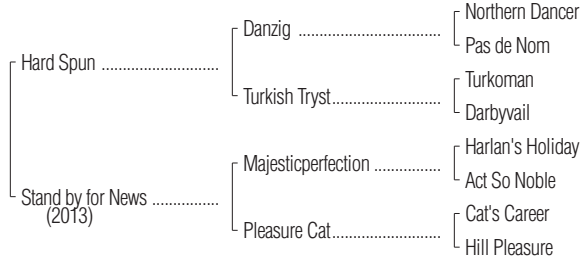 Northern Dancer
Danzig ................................
Pas de Nom
Hard Spun ..........................
Turkoman
Turkish Tryst........................
Darbyvail
Harlan's Holiday
Majesticperfection ................
Act So Noble
Stand by for News ...............
(2013)
Cat's Career
Pleasure Cat........................
Hill Pleasure